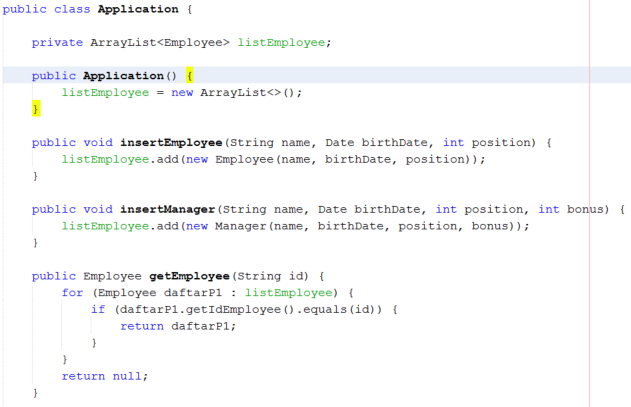 public class Application {
private ArrayList<Employee> listEmployee;
public Application() {
listEmployee = new ArrayList<>();
}
public void insertEmployee(String name, Date birthDate, int position) {
listEmployee.add(new Employee(name, birthDate, position));
}
public void insertManager(String name, Date birthDate, int position, int bonus) {
listEmployee.add(new Manager(name, birthDate, position, bonus));
}
public Employee getEmployee(String id) {
for (Employee daftarP1 : listEmployee) {
if (daftarP1.getIdEmployee().equals(id)) {
return daftarP1;
}
}
return null;
}